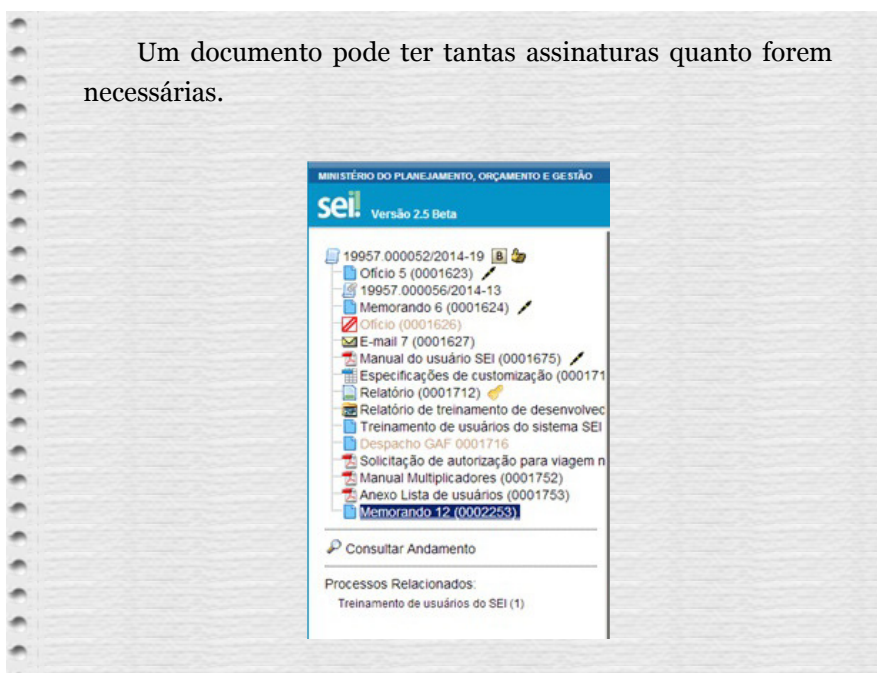 Um documento pode ter tantas assinaturas quanto forem
necessárias.
MINISTÉRIO DO PLANEJAMENTO, ORÇAMENTO E GESTÃO
sei! Versão 2.5 Beta
19957.000052/2014-19 B
Ofício 5 (0001623)
19957.000056/2014-13
Memorando 6 (0001624)
Ofício (0001626)
E-mail 7 (0001627)
Manual do usuário SEI (0001675)
Especificações de customização (000171
Relatório (0001712)
Relatório de treinamento de desenvolvec
Treinamento de usuários do sistema SEI
Despacho GAF 0001716
Solicitação de autorização para viagem n
Manual Multiplicadores (0001752)
Anexo Lista de usuários (0001753)
Memorando 12 (0002253)
Consultar Andamento
Processos Relacionados:
Treinamento de usuários do SEI (1)